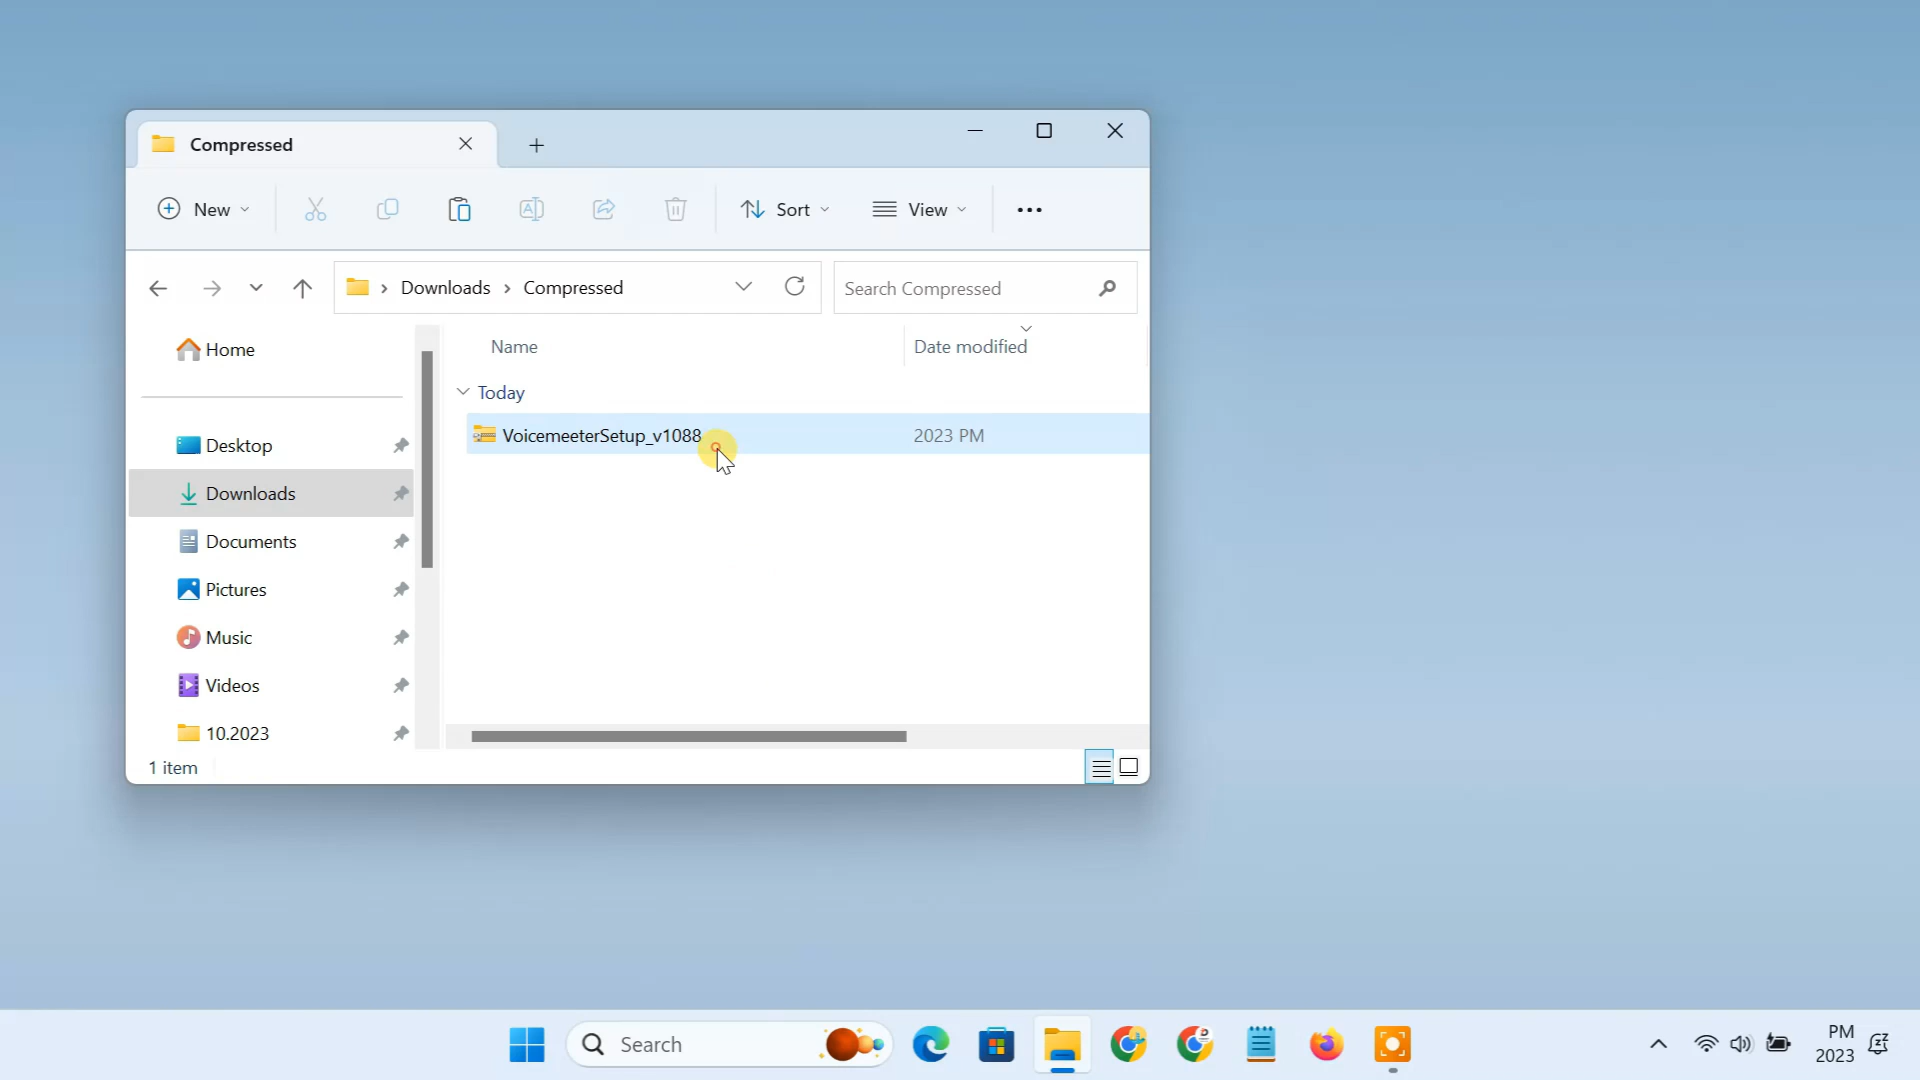 Compressed
New
Sort
View
Downloads
Compressed
Search Compressed
Home
Name
Date modified
Today
Desktop
VoicemeeterSetup_v1088
2023 PM
Downloads
Documents
Pictures
Music
Videos
10.2023
1 item
Search
PM
2023